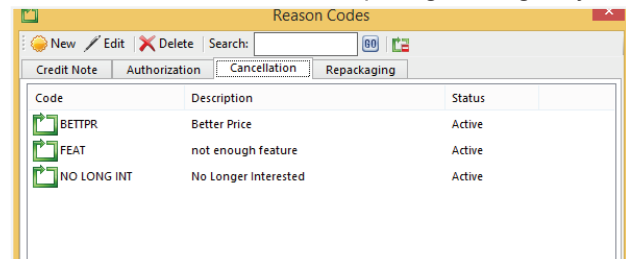 Reason Codes
New Edit Delete Search: GO
Credit Note Authorization Cancellation Repackaging
Code Description Status
BETTPR Better Price Active
FEAT not enough feature Active
NO LONG INT No Longer Interested Active